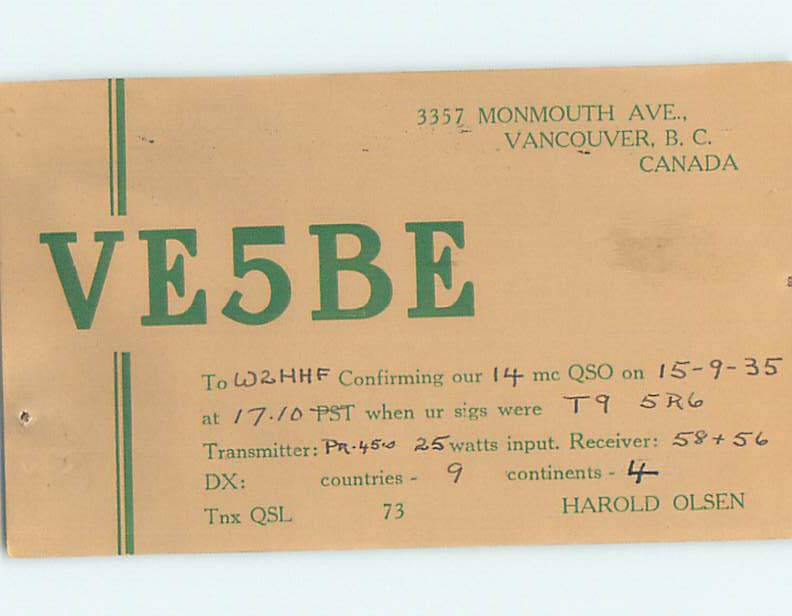 3357 MONMOUTH AVE.,
VANCOUVER, B. C.
CANADA
VE5BE
To W2HHF Confirming our 14 mc QSO on 15-9-35
at 17.10 PST when ur sigs were T9 5R6
Transmitter: PR-450 25 watts input. Receiver: 58+56
DX: countries - 9 continents - 4
Tnx QSL 73 HAROLD OLSEN